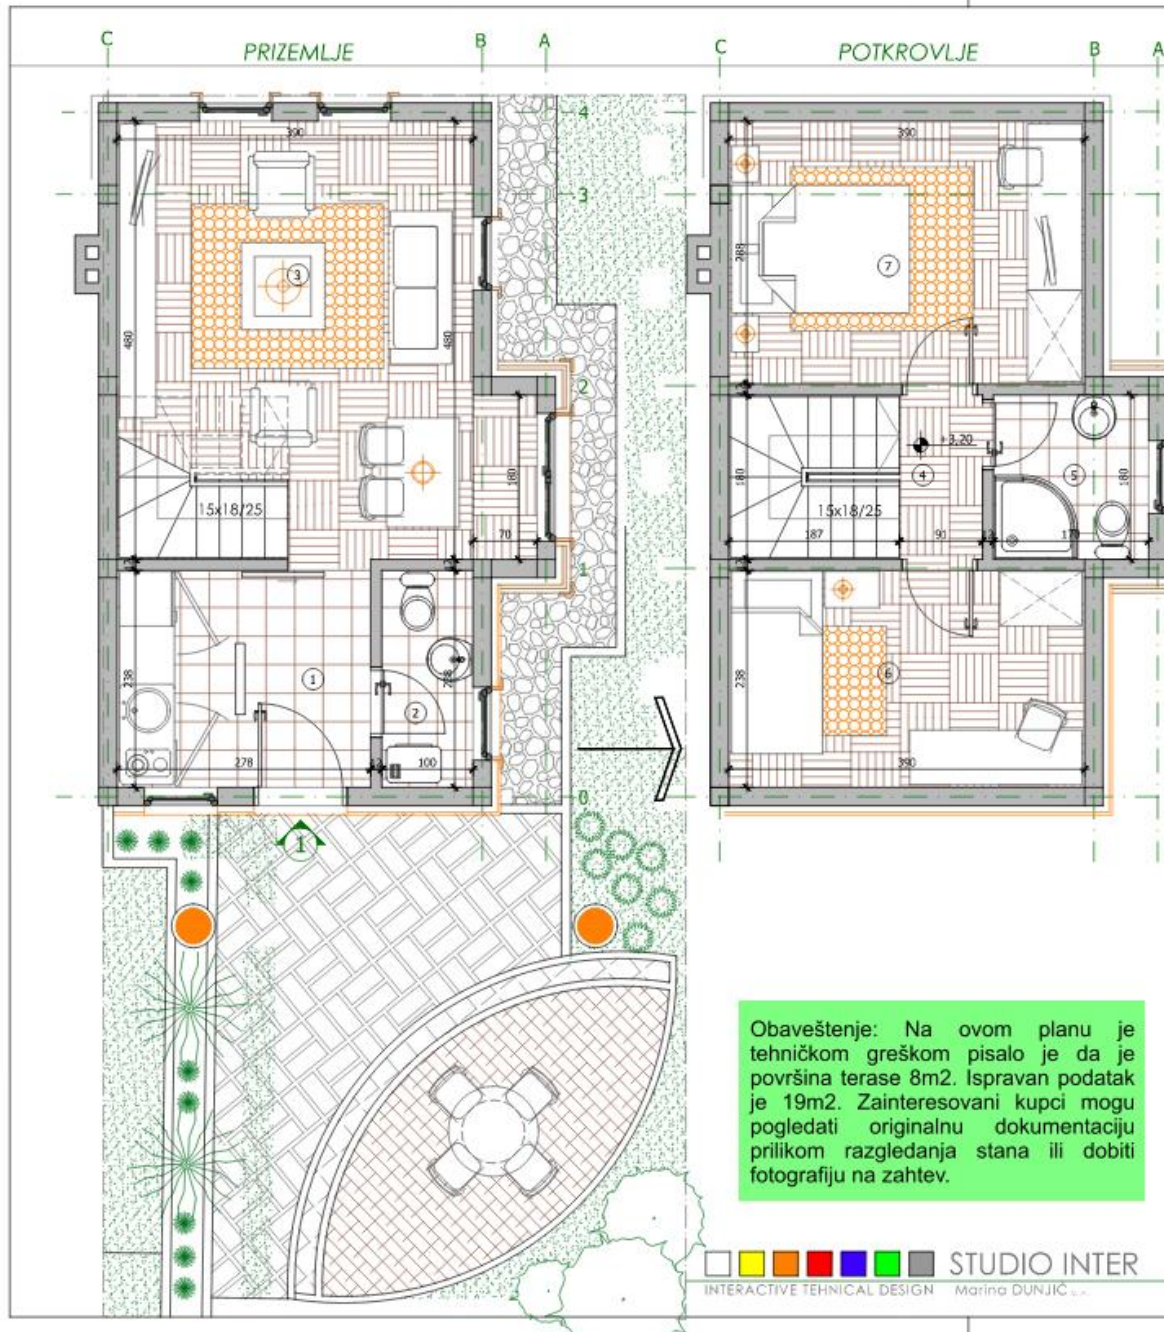 PRIZEMLJE
POTKROVLJE
C
B
A
C
B
A
4
390
390
3
3
7
288
480
480
2
+3,20
4
5
180
180
180
15x18/25
15x18/25
70
187
91
12
170
1
238
1
238
6
2
278
12
100
390
0
1
Obaveštenje: Na ovom planu je
tehničkom greškom pisalo je da je
površina terase 8m2. Ispravan podatak
je 19m2. Zainteresovani kupci mogu
pogledati originalnu dokumentaciju
prilikom razgledanja stana ili dobiti
fotografiju na zahtev.
STUDIO INTER
INTERACTIVE TEHNICAL DESIGN Marina DUNJIĆ